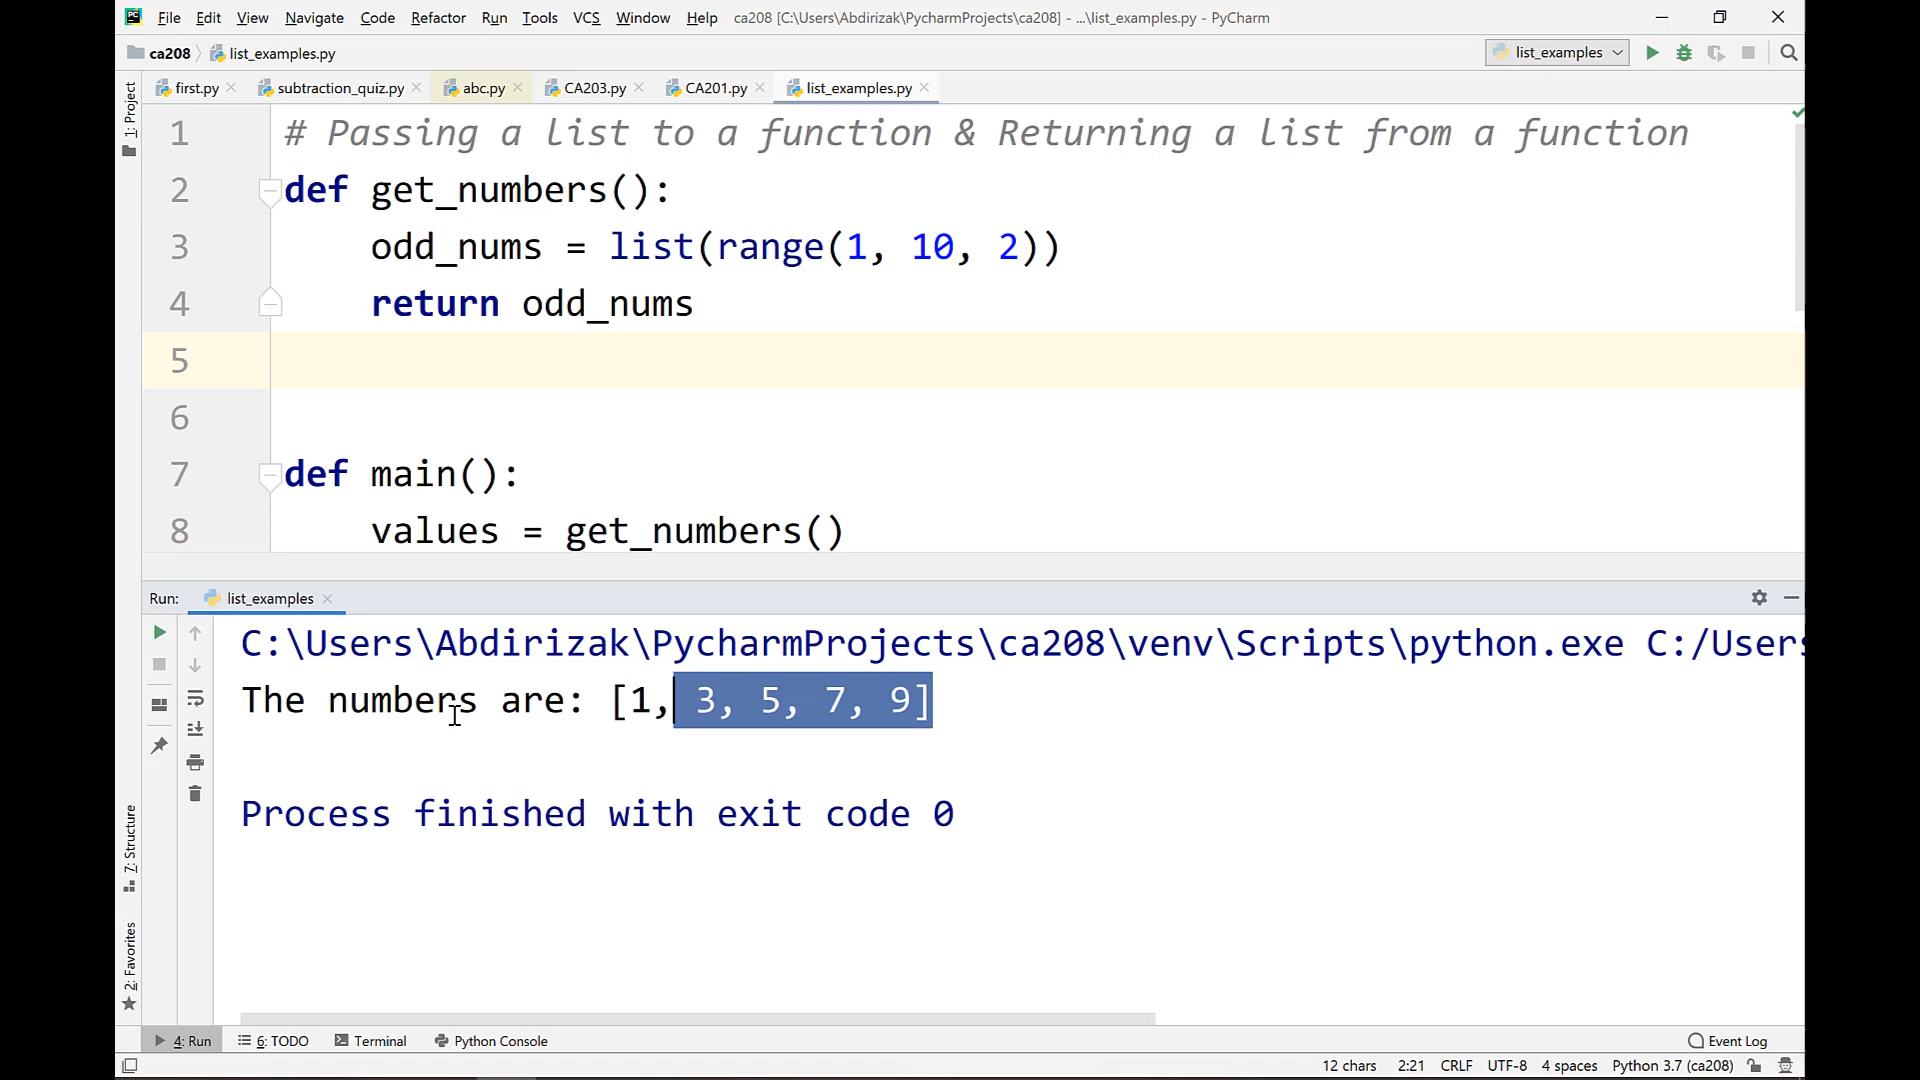 File Edit View Navigate Code Refactor Run Tools VCS Window Help ca208 [C:\Users\Abdirizak\PycharmProjects\ca208] - ...\list_examples.py - PyCharm
ca208 list_examples.py list_examples
first.py subtraction_quiz.py abc.py CA203.py CA201.py list_examples.py
1: Project
1 # Passing a list to a function & Returning a list from a function
2 def get_numbers():
3 odd_nums = list(range(1, 10, 2))
4 return odd_nums
5
6
7 def main():
8 values = get_numbers()
Run: list_examples
C:\Users\Abdirizak\PycharmProjects\ca208\venv\Scripts\python.exe C:/Users
The numbers are: [1, 3, 5, 7, 9]
Process finished with exit code 0
7: Structure
2: Favorites
4: Run 6: TODO Terminal Python Console Event Log
12 chars 2:21 CRLF UTF-8 4 spaces Python 3.7 (ca208)